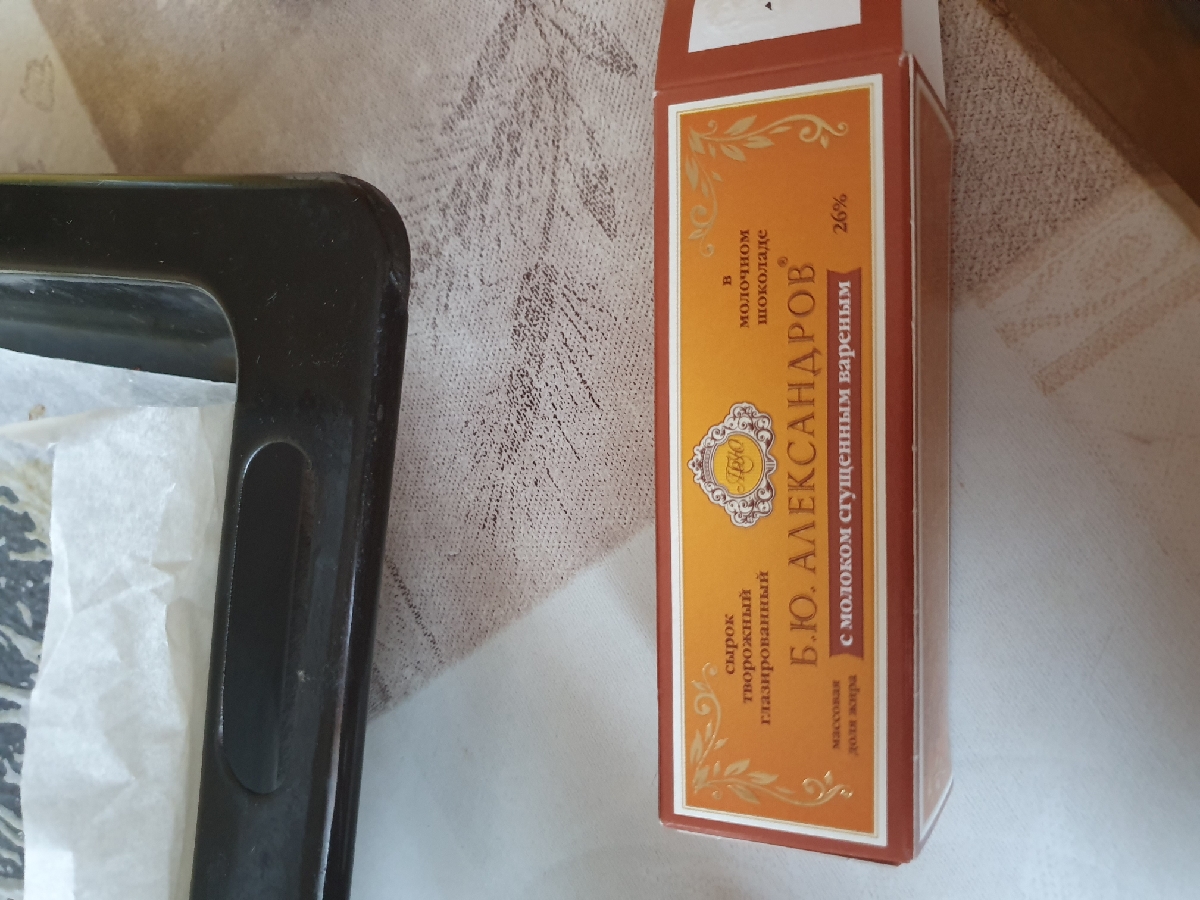 сырок
творожный
глазированный
в
молочном
шоколаде
Б.Ю. АЛЕКСАНДРОВ®
с молоком сгущенным вареным
массовая
доля жира
26%